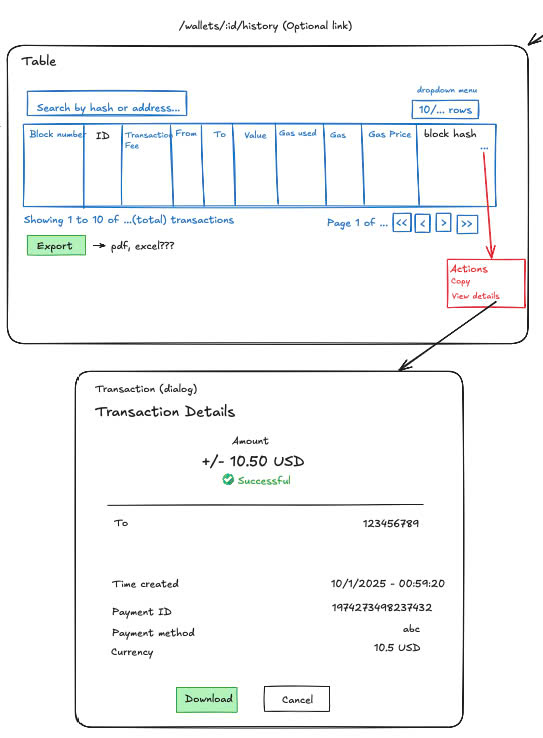 /wallets/:id/history (Optional link)
Table
dropdown menu
Search by hash or address...
10/... rows
Block number ID Transaction Fee From To Value Gas used Gas Gas Price block hash
...
Showing 1 to 10 of ...(total) transactions
Page 1 of ... << < > >>
Export pdf, excel???
Actions
Copy
View details
Transaction (dialog)
Transaction Details
Amount
+/- 10.50 USD
Successful
To 123456789
Time created 10/1/2025 - 00:59:20
Payment ID 1974273498237432
Payment method abc
Currency 10.5 USD
Download Cancel